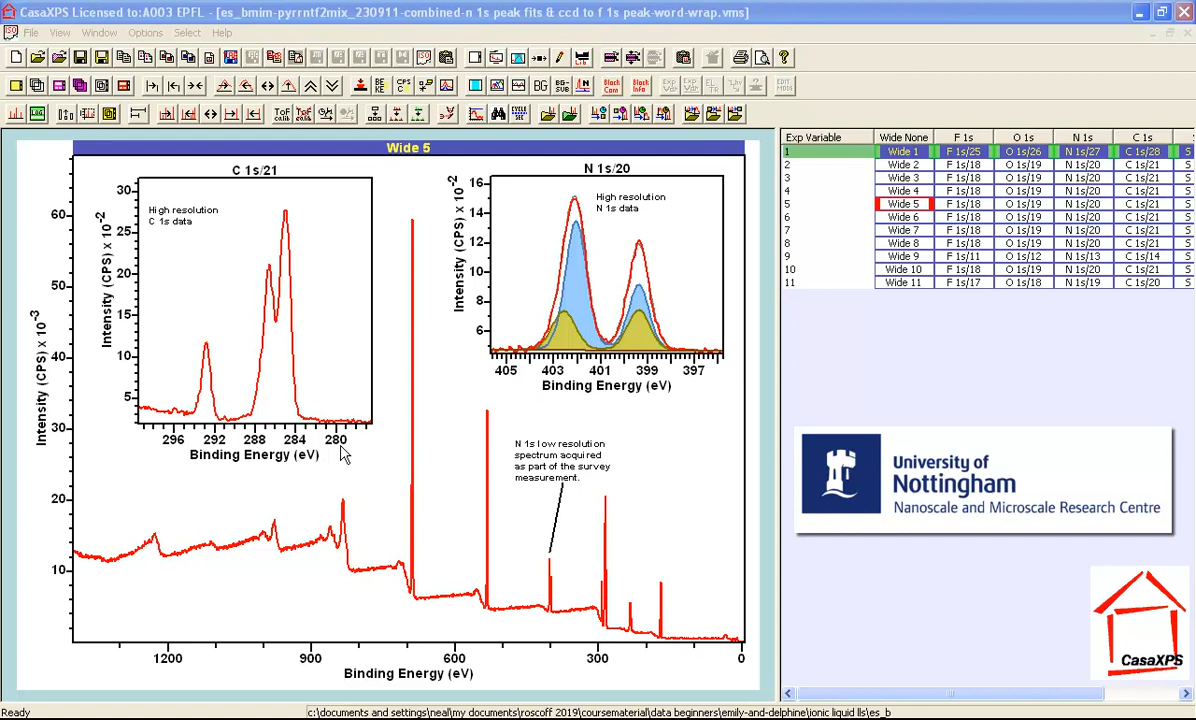 CasaXPS Licensed to:A003 EPFL - [es_bmim-pyrrntf2mix_230911-combined-n 1s peak fits & ccd to f 1s peak-word-wrap.vms]
File View Window Options Select Help
Wide 5
C 1s/21
30
25
20
15
10
5
Intensity (CPS) x 10⁻²
High resolution
C 1s data
296 292 288 284 280
Binding Energy (eV)
N 1s/20
16
14
12
10
8
6
Intensity (CPS) x 10⁻²
High resolution
N 1s data
405 403 401 399 397
Binding Energy (eV)
60
50
40
30
20
10
Intensity (CPS) x 10⁻³
N 1s low resolution
spectrum acquired
as part of the survey
measurement.
1200 900 600 300 0
Binding Energy (eV)
Exp Variable Wide None F 1s O 1s N 1s C 1s S
1 Wide 1 F 1s/25 O 1s/26 N 1s/27 C 1s/28 S
2 Wide 2 F 1s/18 O 1s/19 N 1s/20 C 1s/21 S
3 Wide 3 F 1s/18 O 1s/19 N 1s/20 C 1s/21 S
4 Wide 4 F 1s/18 O 1s/19 N 1s/20 C 1s/21 S
5 Wide 5 F 1s/18 O 1s/19 N 1s/20 C 1s/21 S
6 Wide 6 F 1s/18 O 1s/19 N 1s/20 C 1s/21 S
7 Wide 7 F 1s/18 O 1s/19 N 1s/20 C 1s/21 S
8 Wide 8 F 1s/18 O 1s/19 N 1s/20 C 1s/21 S
9 Wide 9 F 1s/11 O 1s/12 N 1s/13 C 1s/14 S
10 Wide 10 F 1s/18 O 1s/19 N 1s/20 C 1s/21 S
11 Wide 11 F 1s/17 O 1s/18 N 1s/19 C 1s/20 S
University of
Nottingham
Nanoscale and Microscale Research Centre
CasaXPS
Ready
c:\documents and settings\neal\my documents\roscoff 2019\coursematerial\data beginners\emily-and-delphine\ionic liquid lls\es_b